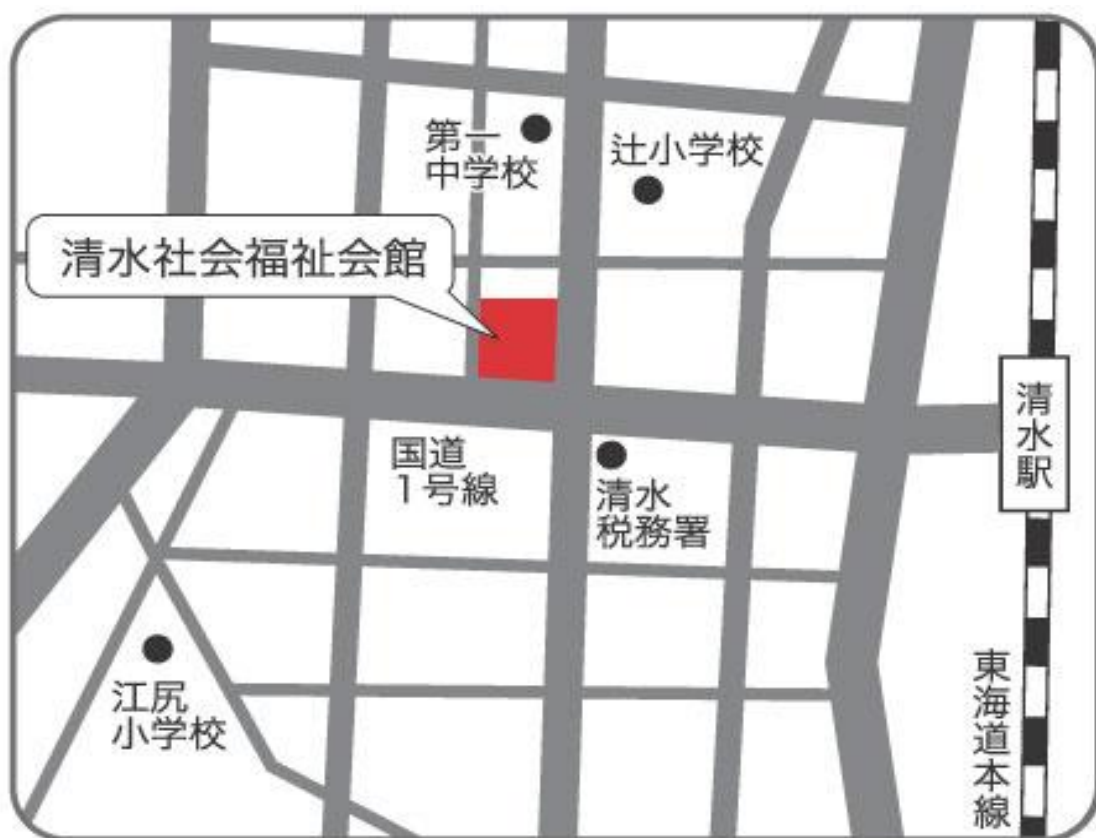 第一
中学校
辻小学校
清水社会福祉会館
国道
1号線
清水
税務署
清水駅
江尻
小学校
東海道本線